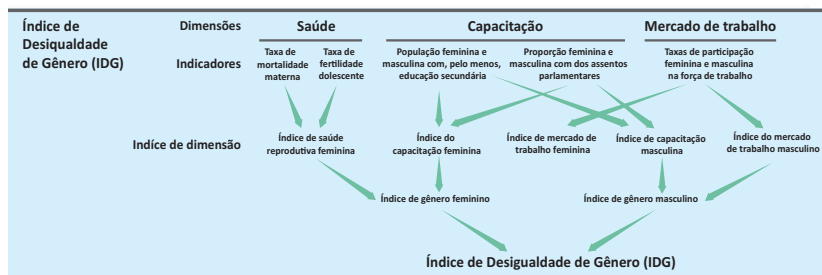 Índice de
Desiqualdade
de Gênero (IDG)
Dimensões
Saúde
Capacitação
Mercado de trabalho
Indicadores
Taxa de
mortalidade
materna
Taxa de
fertilidade
dolescente
População feminina e
masculina com, pelo menos,
educação secundária
Proporção feminina e
masculina com dos assentos
parlamentares
Taxas de participação
feminina e masculina
na força de trabalho
Indíce de dimensão
Índice de saúde
reprodutiva feminina
Índice do
capacitação feminina
Índice de mercado de
trabalho feminina
Índice de capacitação
masculina
Índice do mercado
de trabalho masculino
Índice de gênero feminino
Índice de gênero masculino
Índice de Desigualdade de Gênero (IDG)